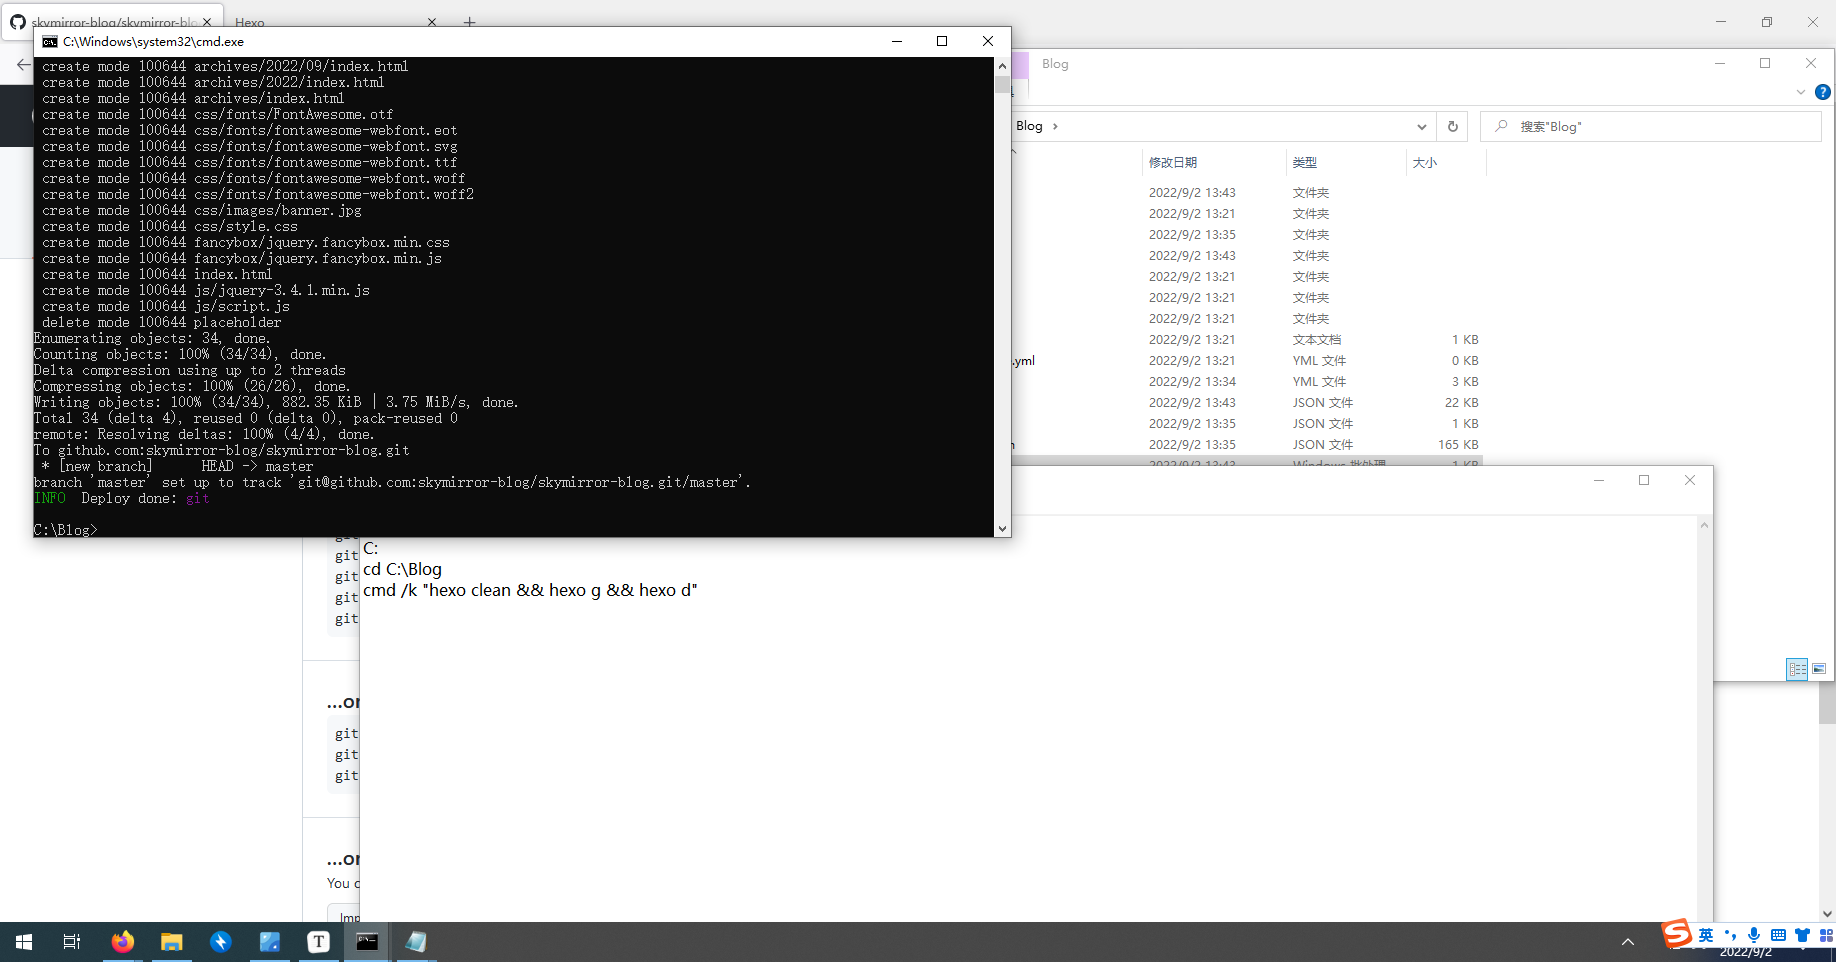 skymirror-blog/skymirror-blo
Hexo
C:\Windows\system32\cmd.exe
create mode 100644 archives/2022/09/index.html
create mode 100644 archives/2022/index.html
create mode 100644 archives/index.html
create mode 100644 css/fonts/FontAwesome.otf
create mode 100644 css/fonts/fontawesome-webfont.eot
create mode 100644 css/fonts/fontawesome-webfont.svg
create mode 100644 css/fonts/fontawesome-webfont.ttf
create mode 100644 css/fonts/fontawesome-webfont.woff
create mode 100644 css/fonts/fontawesome-webfont.woff2
create mode 100644 css/images/banner.jpg
create mode 100644 css/style.css
create mode 100644 fancybox/jquery.fancybox.min.css
create mode 100644 fancybox/jquery.fancybox.min.js
create mode 100644 index.html
create mode 100644 js/jquery-3.4.1.min.js
create mode 100644 js/script.js
delete mode 100644 placeholder
Enumerating objects: 34, done.
Counting objects: 100% (34/34), done.
Delta compression using up to 2 threads
Compressing objects: 100% (26/26), done.
Writing objects: 100% (34/34), 882.35 KiB | 3.75 MiB/s, done.
Total 34 (delta 4), reused 0 (delta 0), pack-reused 0
remote: Resolving deltas: 100% (4/4), done.
To github.com:skymirror-blog/skymirror-blog.git
* [new branch]      HEAD -> master
branch 'master' set up to track 'git@github.com:skymirror-blog/skymirror-blog.git/master'.
INFO  Deploy done: git
C:\Blog>
Blog
Blog
搜索"Blog"
修改日期 类型 大小
2022/9/2 13:43 文件夹
2022/9/2 13:21 文件夹
2022/9/2 13:35 文件夹
2022/9/2 13:43 文件夹
2022/9/2 13:21 文件夹
2022/9/2 13:21 文件夹
2022/9/2 13:21 文件夹
2022/9/2 13:21 文本文档 1 KB
.yml 2022/9/2 13:21 YML 文件 0 KB
2022/9/2 13:34 YML 文件 3 KB
2022/9/2 13:43 JSON 文件 22 KB
2022/9/2 13:35 JSON 文件 1 KB
2022/9/2 13:35 JSON 文件 165 KB
2022/9/2 13:43 Windows 批处理 1 KB
C:
cd C:\Blog
cmd /k "hexo clean && hexo g && hexo d"
git
git
git
git
git
...or
git
git
git
...or
You c
Imp
英
2022/9/2